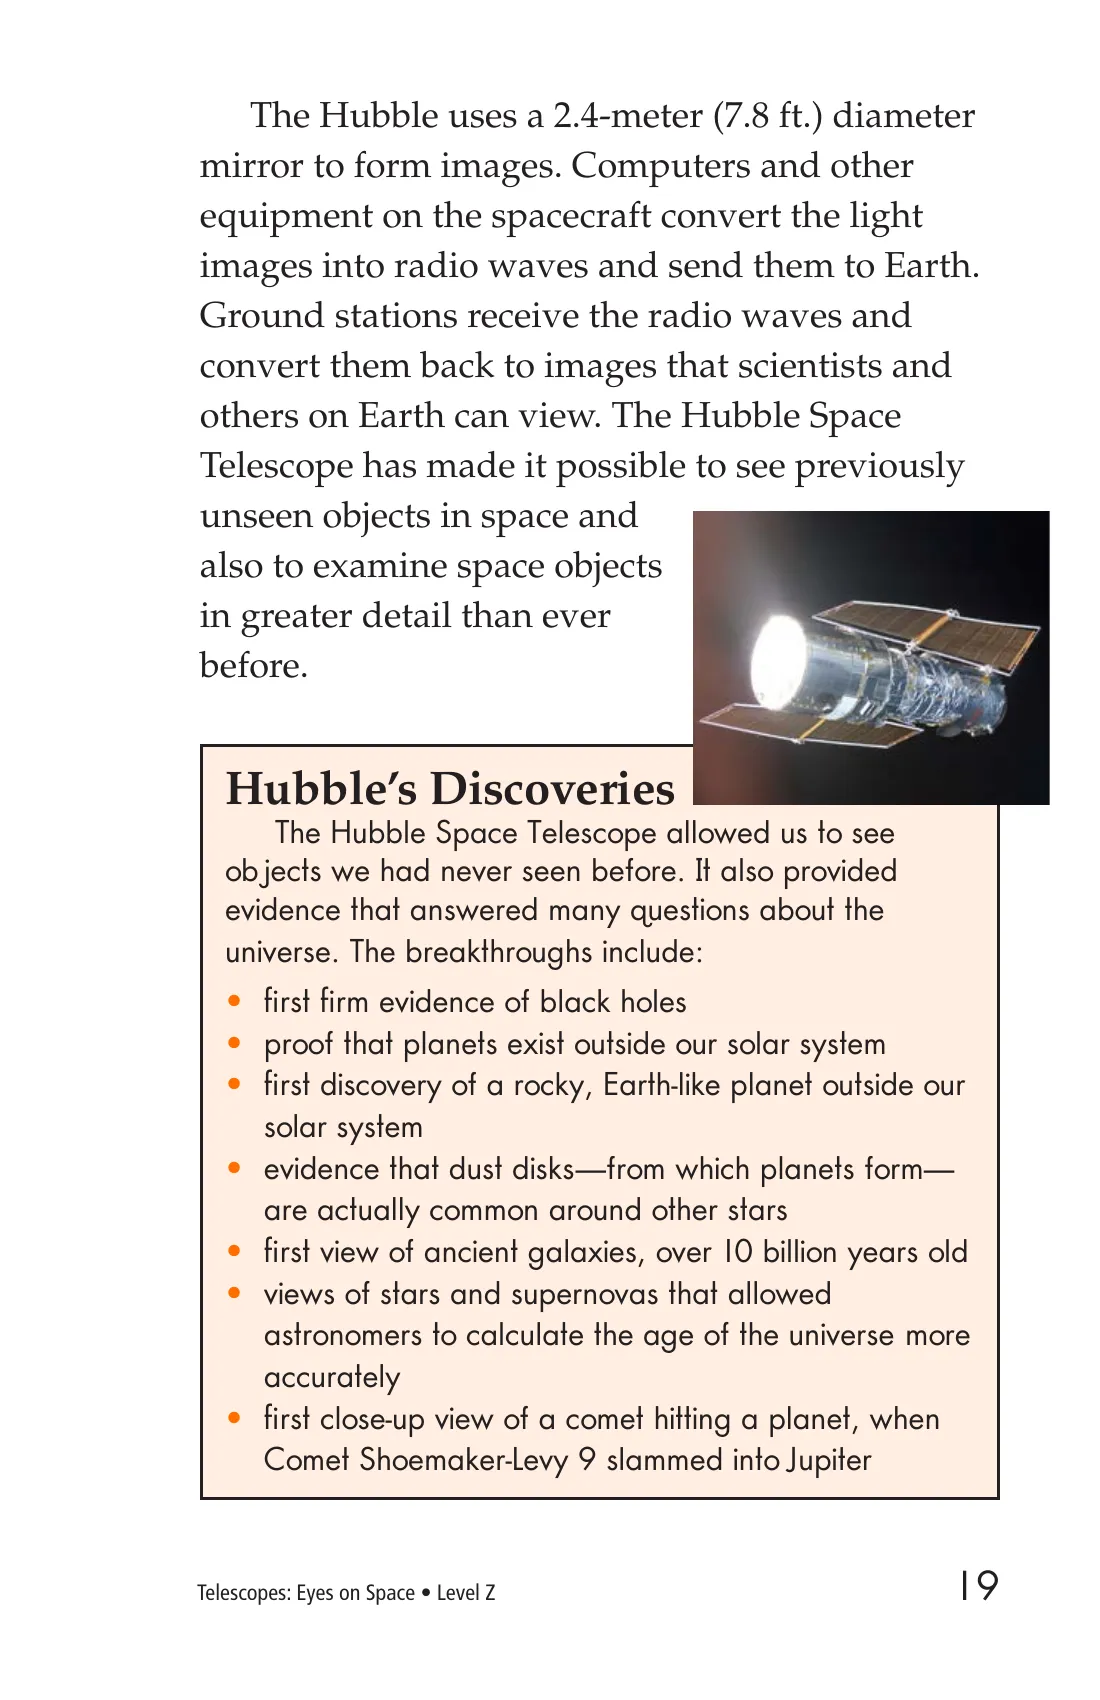 The Hubble uses a 2.4-meter (7.8 ft.) diameter
mirror to form images. Computers and other
equipment on the spacecraft convert the light
images into radio waves and send them to Earth.
Ground stations receive the radio waves and
convert them back to images that scientists and
others on Earth can view. The Hubble Space
Telescope has made it possible to see previously
unseen objects in space and
also to examine space objects
in greater detail than ever
before.
Hubble’s Discoveries
The Hubble Space Telescope allowed us to see
objects we had never seen before. It also provided
evidence that answered many questions about the
universe. The breakthroughs include:
• first firm evidence of black holes
• proof that planets exist outside our solar system
• first discovery of a rocky, Earth-like planet outside our
solar system
• evidence that dust disks—from which planets form—
are actually common around other stars
• first view of ancient galaxies, over 10 billion years old
• views of stars and supernovas that allowed
astronomers to calculate the age of the universe more
accurately
• first close-up view of a comet hitting a planet, when
Comet Shoemaker-Levy 9 slammed into Jupiter
Telescopes: Eyes on Space • Level Z
19